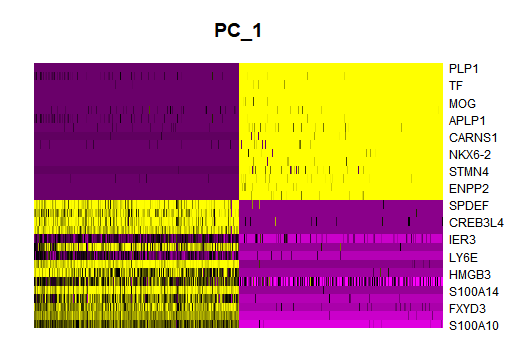 PC_1
PLP1
TF
MOG
APLP1
CARNS1
NKX6-2
STMN4
ENPP2
SPDEF
CREB3L4
IER3
LY6E
HMGB3
S100A14
FXYD3
S100A10